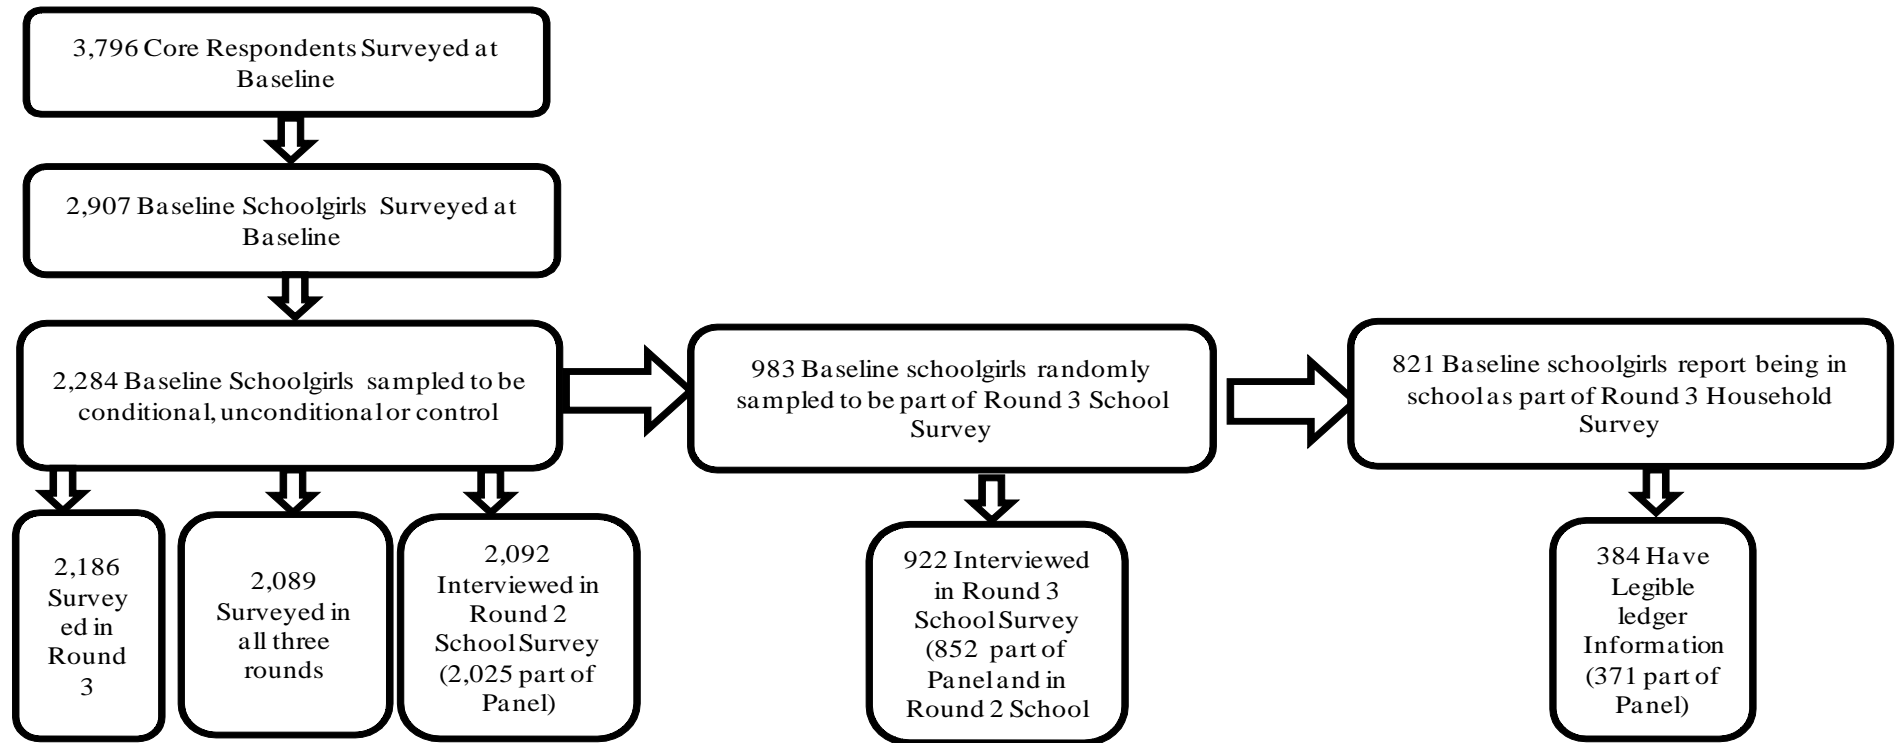 3,796 Core Respondents Surveyed at
Baseline
2,907 Baseline Schoolgirls Surveyed at
Baseline
2,284 Baseline Schoolgirls sampled to be
conditional, unconditional or control
983 Baseline schoolgirls randomly
sampled to be part of Round 3 School
Survey
821 Baseline schoolgirls report being in
school as part of Round 3 Household
Survey
2,186
Survey
ed in
Round
3
2,089
Surveyed in
all three
rounds
2,092
Interviewed in
Round 2
School Survey
(2,025 part of
Panel)
922 Interviewed
in Round 3
School Survey
(852 part of
Panel and in
Round 2 School
384 Have
Legible
ledger
Information
(371 part of
Panel)